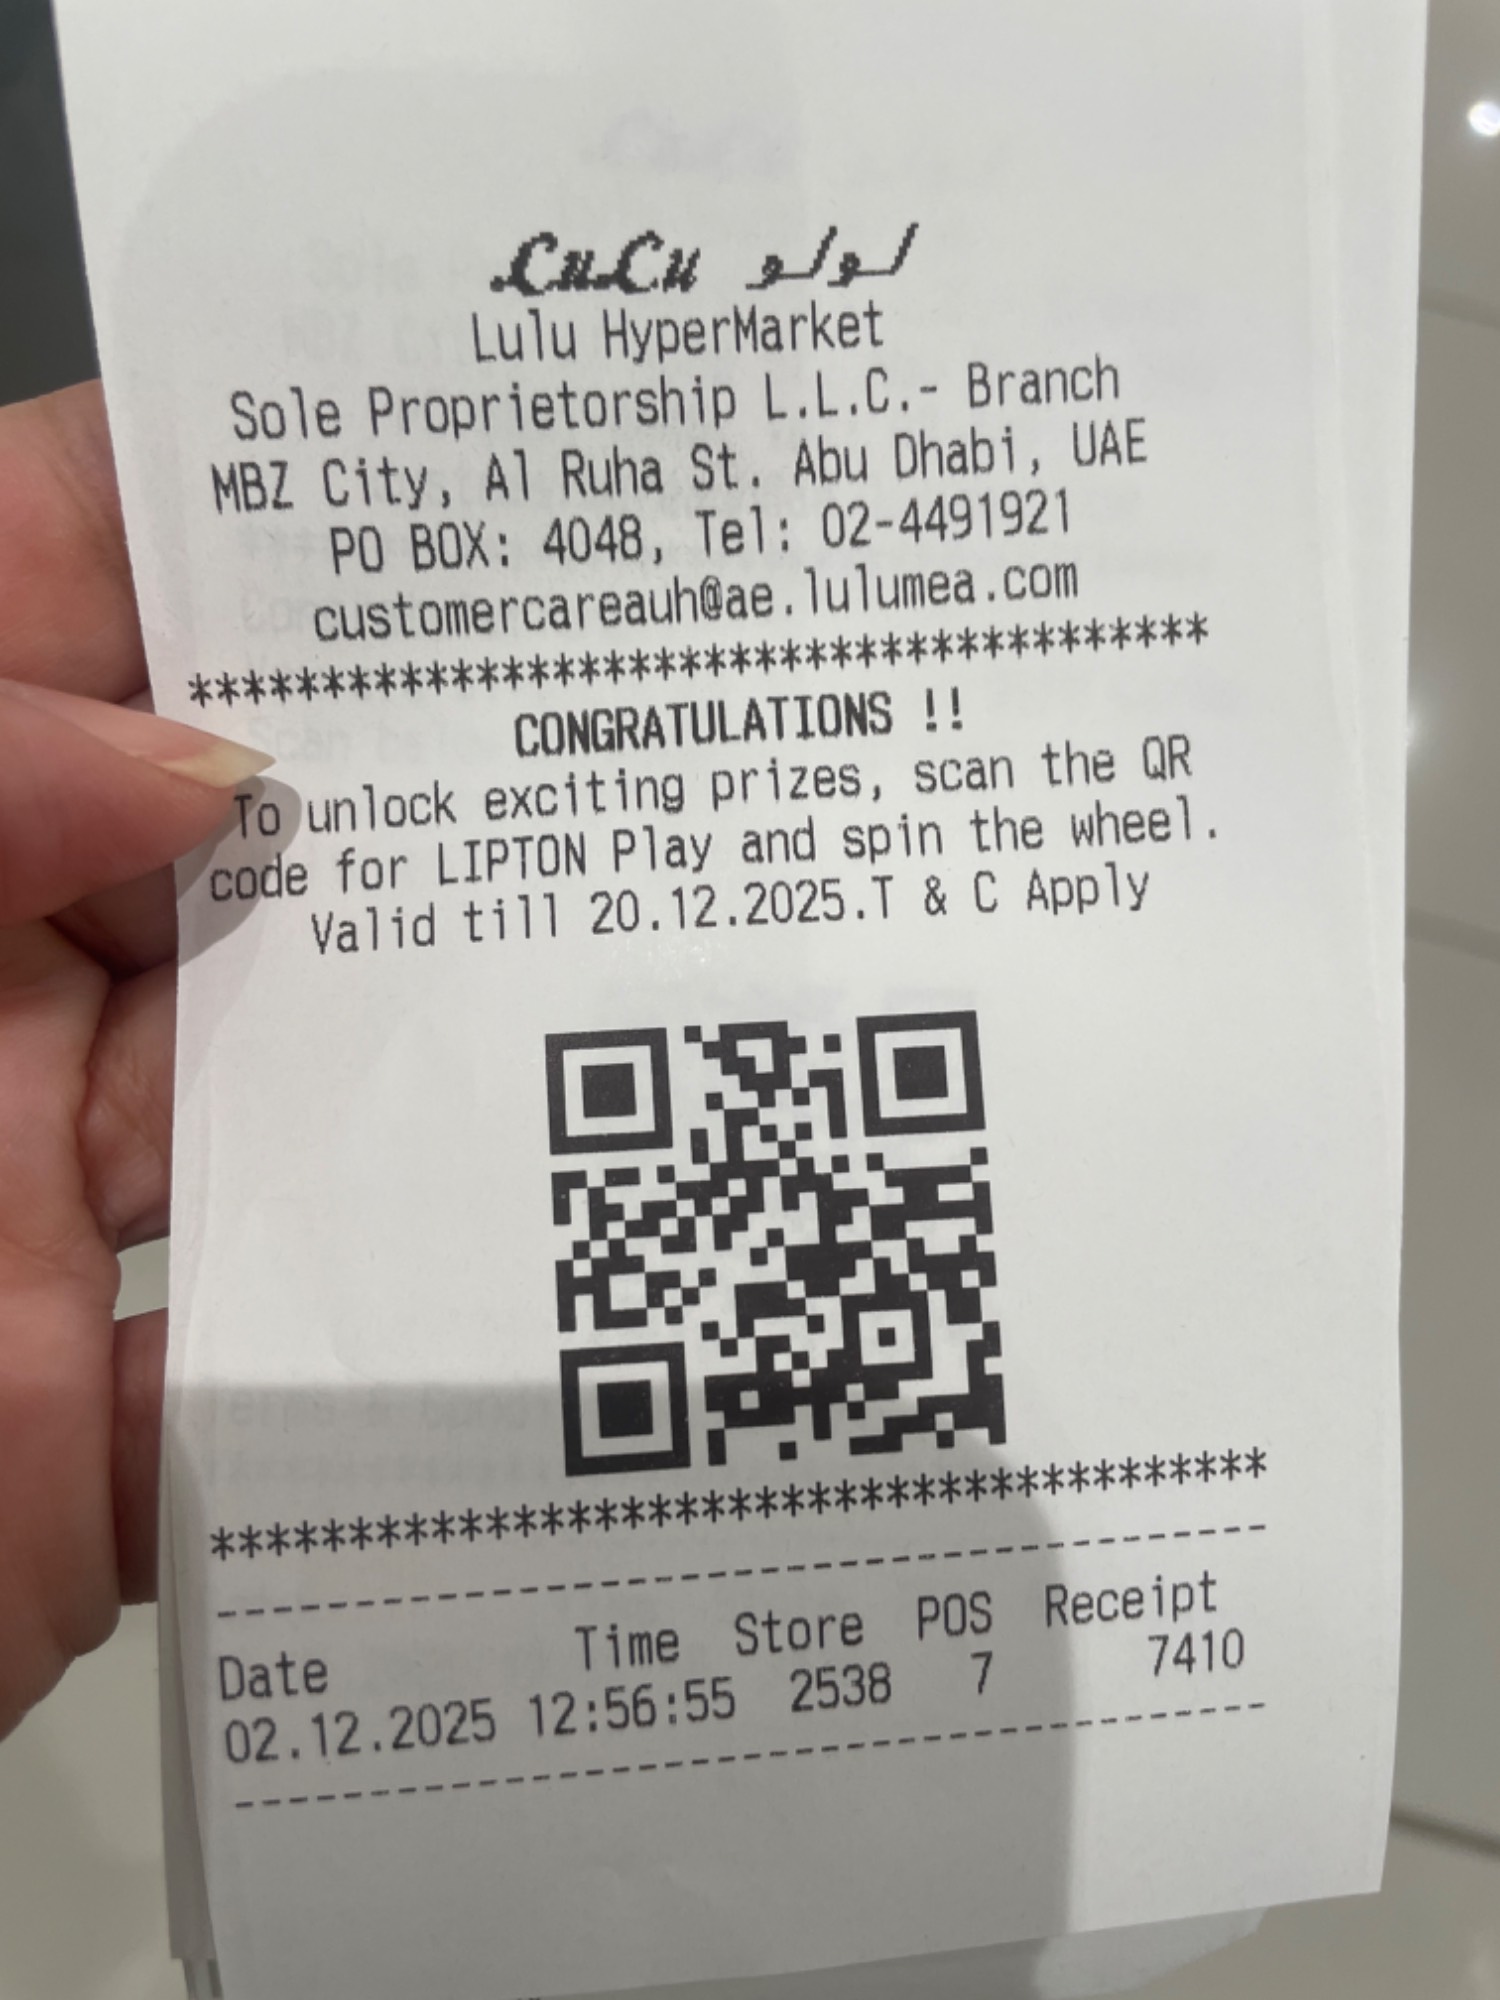 LuLu لولو
Lulu HyperMarket
Sole Proprietorship L.L.C.- Branch
MBZ City, Al Ruha St. Abu Dhabi, UAE
PO BOX: 4048, Tel: 02-4491921
customercareauh@ae.lulumea.com
***************************************
CONGRATULATIONS !!
To unlock exciting prizes, scan the QR
code for LIPTON Play and spin the wheel.
Valid till 20.12.2025.T & C Apply
****************************************
----------------------------------------
Date Time Store POS Receipt
02.12.2025 12:56:55 2538 7 7410
----------------------------------------